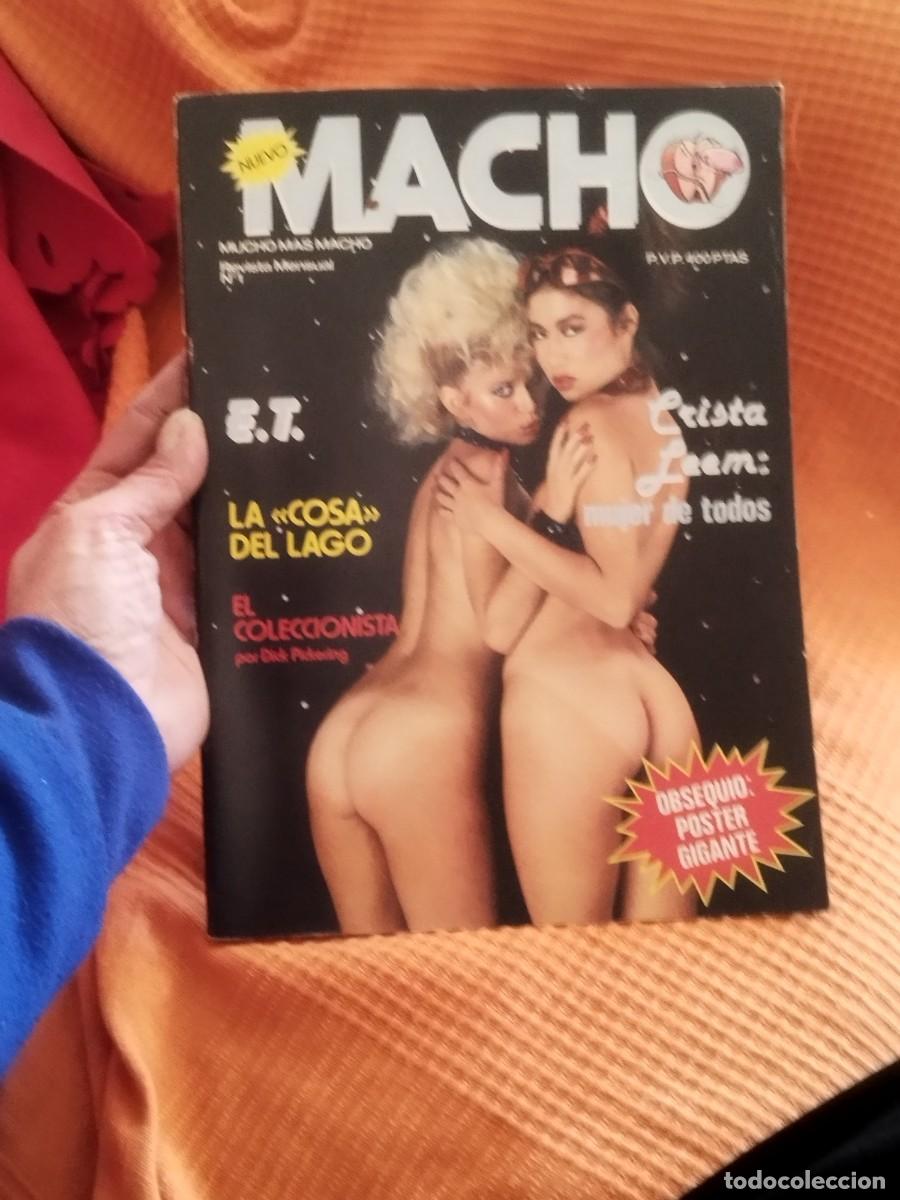 NUEVO
MACHO
MUCHO MAS MACHO
Revista Mensual
Nº 1
P.V.P. 400 PTAS
E.T.
Crista
Leem:
mujer de todos
LA «COSA»
DEL LAGO
EL
COLECCIONISTA
por Dick Pickering
OBSEQUIO:
POSTER
GIGANTE
todocoleccion